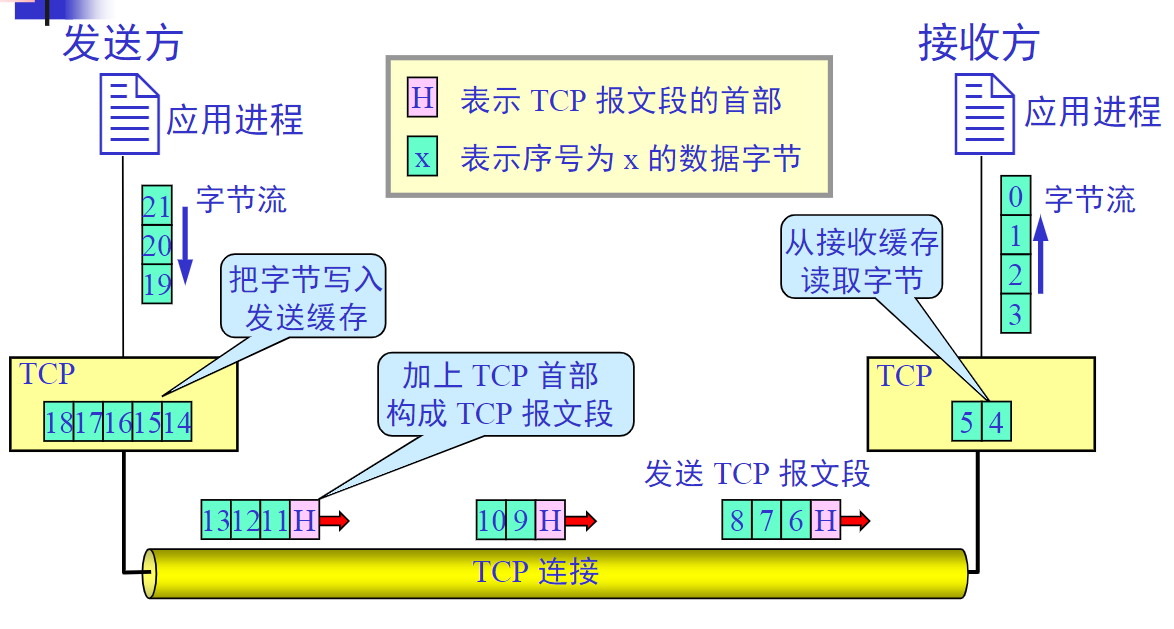 发送方
接收方
应用进程
应用进程
H 表示 TCP 报文段的首部
x 表示序号为 x 的数据字节
21
20
19
字节流
0
1
2
3
字节流
把字节写入
发送缓存
从接收缓存
读取字节
TCP
18 17 16 15 14
加上 TCP 首部
构成 TCP 报文段
TCP
5 4
发送 TCP 报文段
13 12 11 H
10 9 H
8 7 6 H
TCP 连接